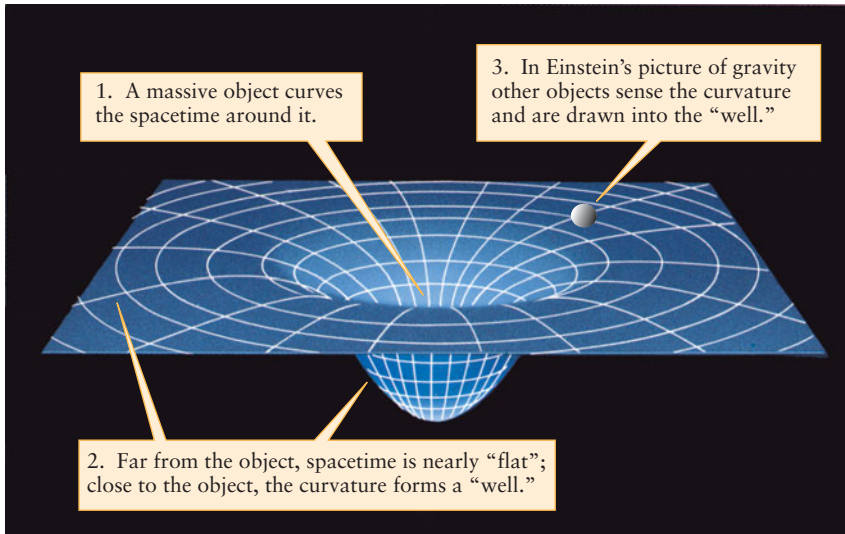 1.  A massive object curves
the spacetime around it.
3.  In Einstein’s picture of gravity
other objects sense the curvature
and are drawn into the “well.”
2.  Far from the object, spacetime is nearly “flat”;
close to the object, the curvature forms a “well.”